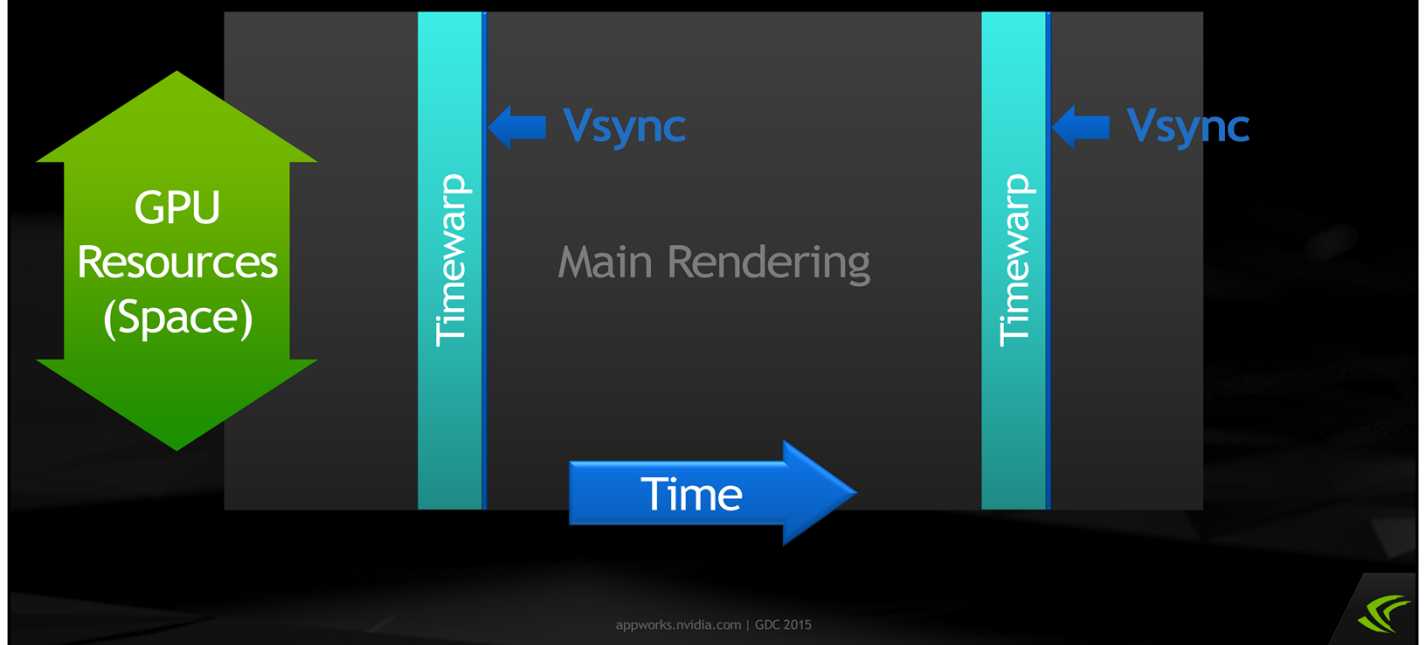 Vsync
Vsync
GPU
Resources
(Space)
Timewarp
Main Rendering
Timewarp
Time
appworks.nvidia.com | GDC 2015